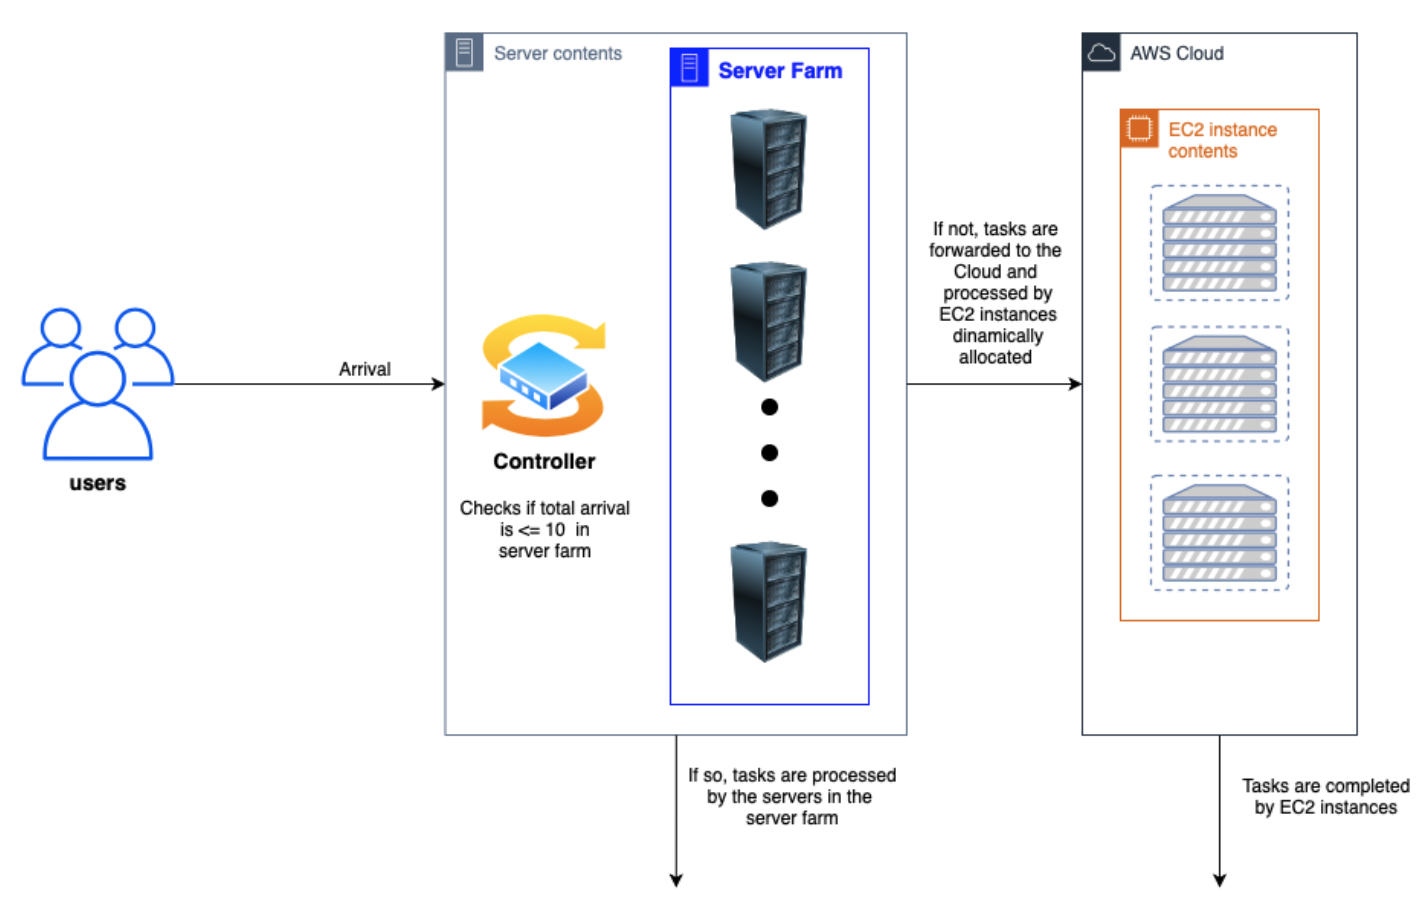 Server contents
Server Farm
AWS Cloud
EC2 instance
contents
If not, tasks are
forwarded to the
Cloud and
processed by
EC2 instances
dinamically
allocated
Arrival
users
Controller
Checks if total arrival
is <= 10 in
server farm
If so, tasks are processed
by the servers in the
server farm
Tasks are completed
by EC2 instances